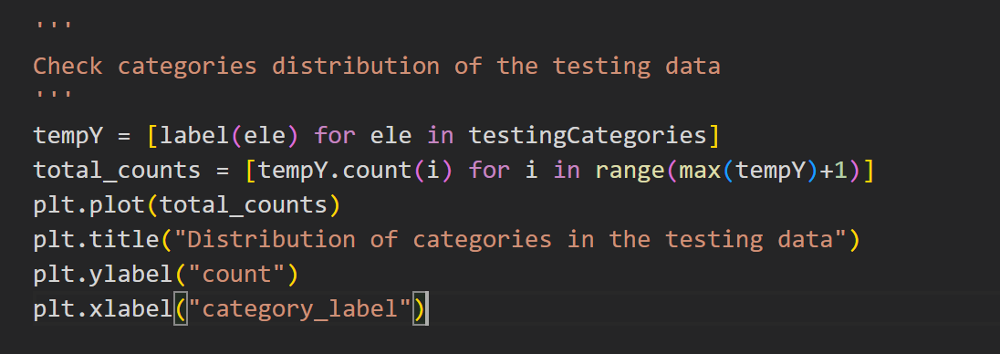 '''
Check categories distribution of the testing data
'''
tempY = [label(ele) for ele in testingCategories]
total_counts = [tempY.count(i) for i in range(max(tempY)+1)]
plt.plot(total_counts)
plt.title("Distribution of categories in the testing data")
plt.ylabel("count")
plt.xlabel("category_label")